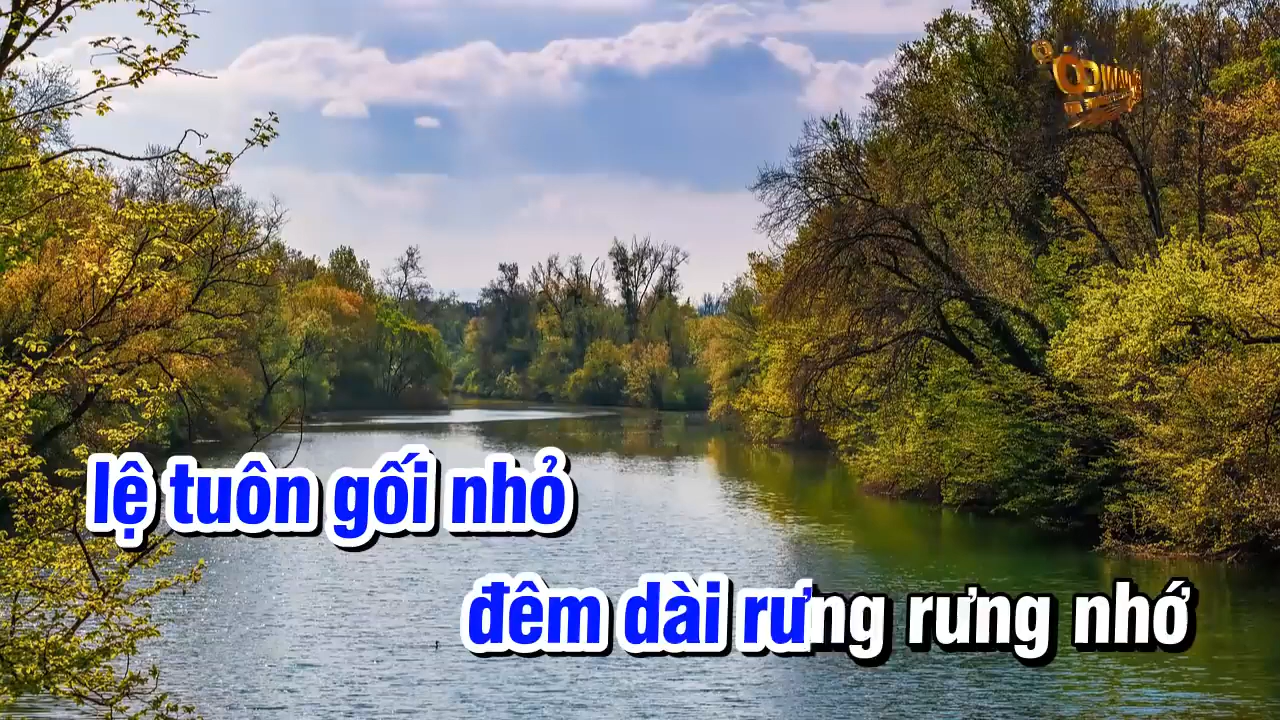 lệ tuôn gối nhỏ
đêm dài rưng rưng nhớ